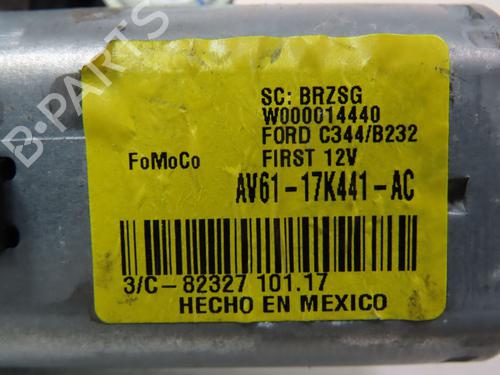 SC: BRZSG
W000014440
FORD C344/B232
FoMoCo FIRST 12V
AV61-17K441-AC
3/C-82327 101.17
HECHO EN MEXICO